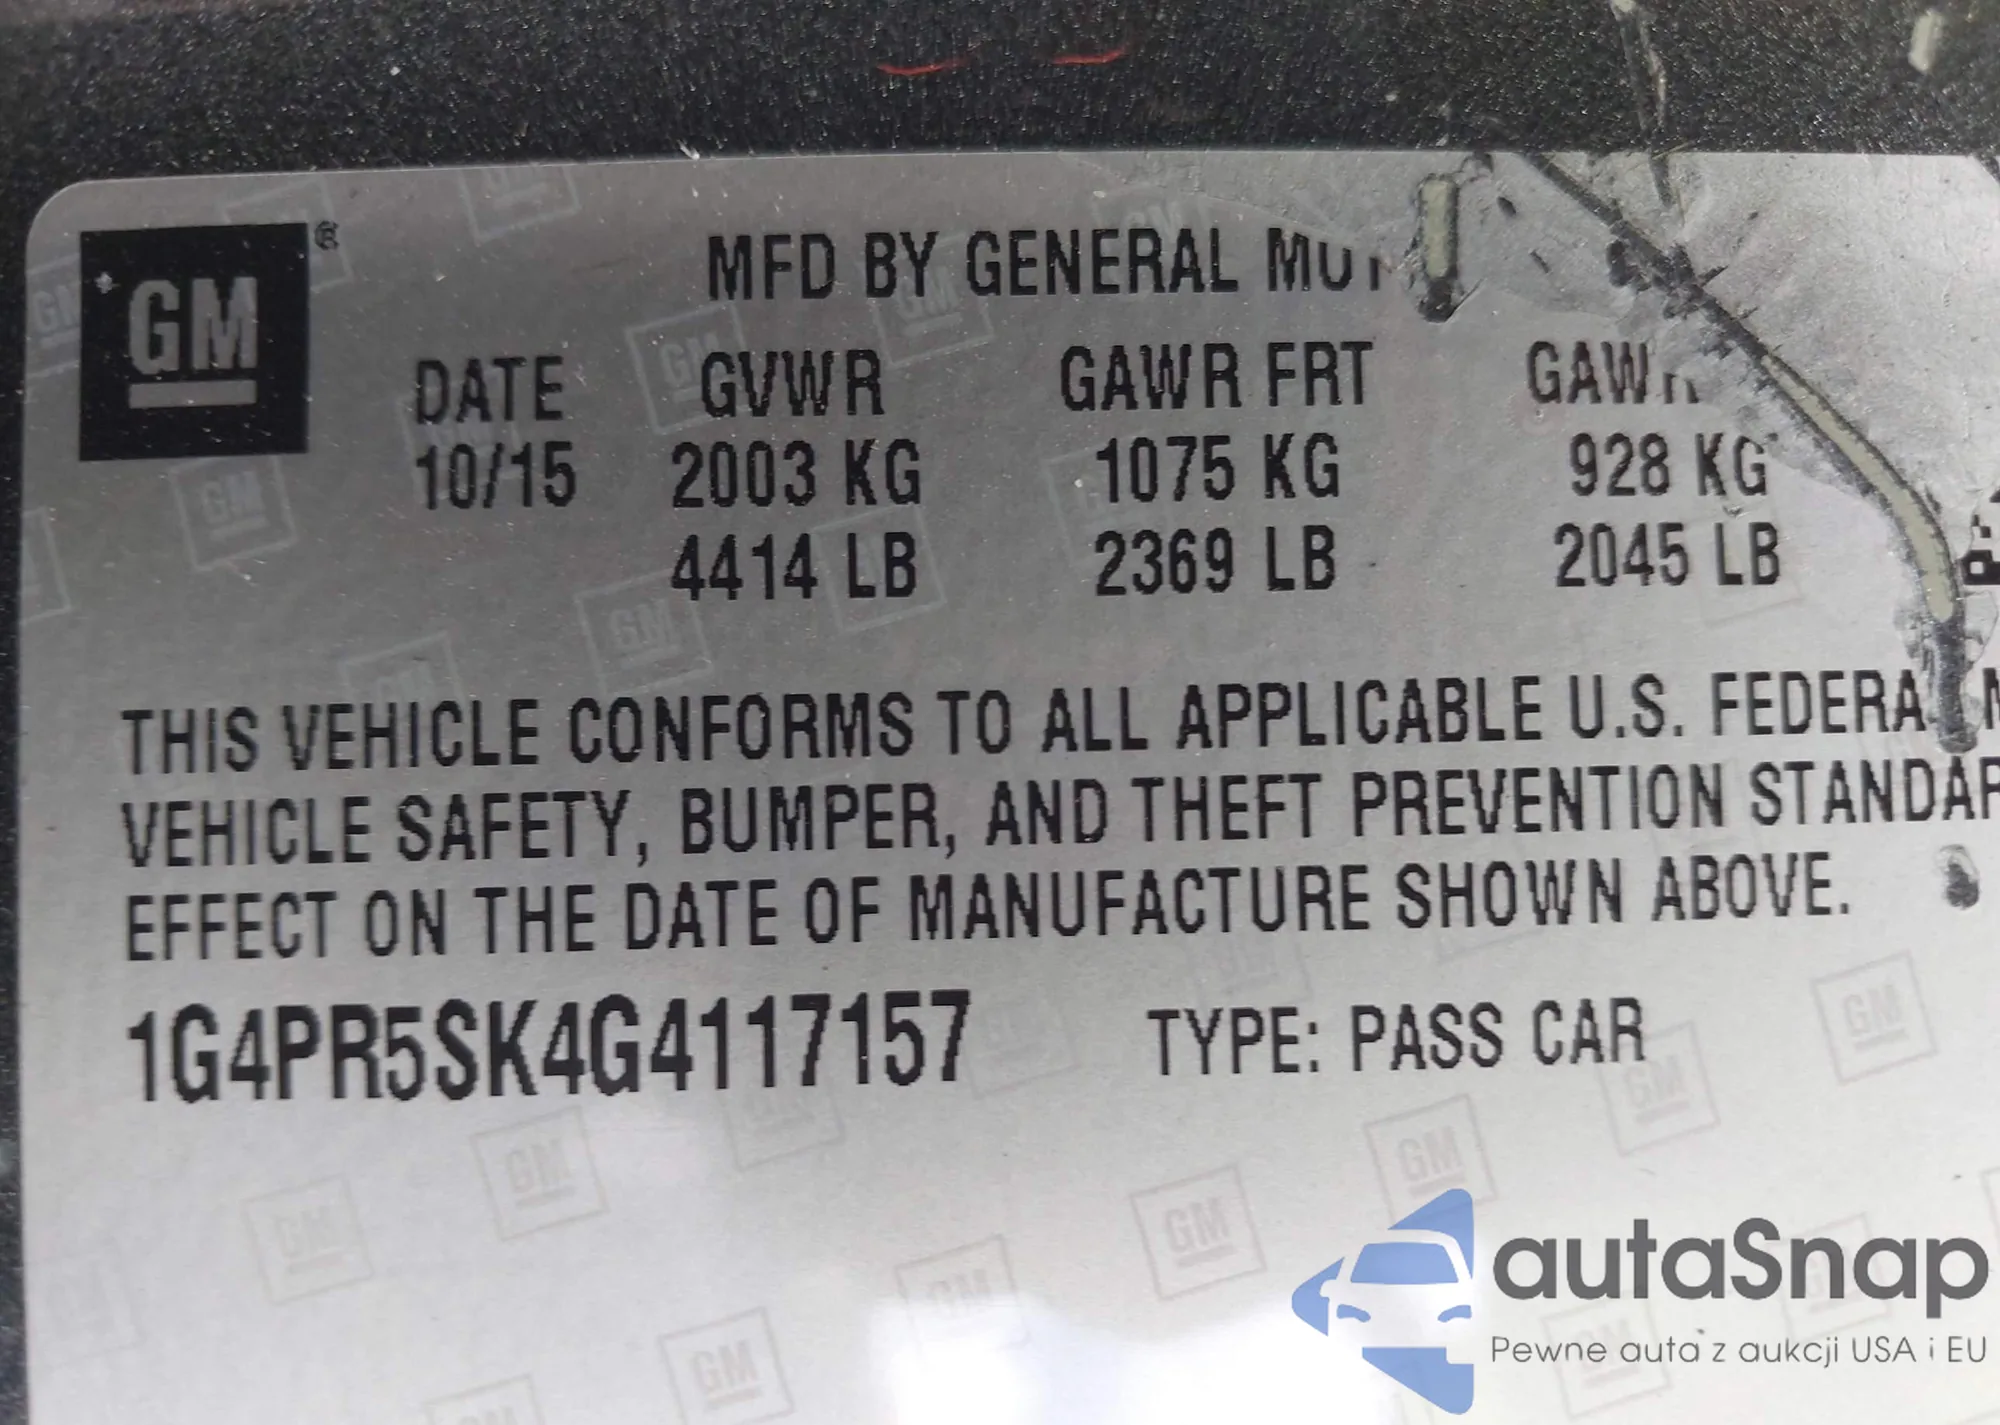 GM ®
MFD BY GENERAL
DATE GVWR GAWR FRT
10/15 2003 KG 1075 KG 928 KG
4414 LB 2369 LB 2045 LB
THIS VEHICLE CONFORMS TO ALL APPLICABLE U.S.
VEHICLE SAFETY, BUMPER, AND THEFT PREVENTION
EFFECT ON THE DATE OF MANUFACTURE SHOWN ABOVE.
1G4PR5SK4G4117157 TYPE: PASS CAR
autaSnap
Pewne auta z aukcji USA i EU